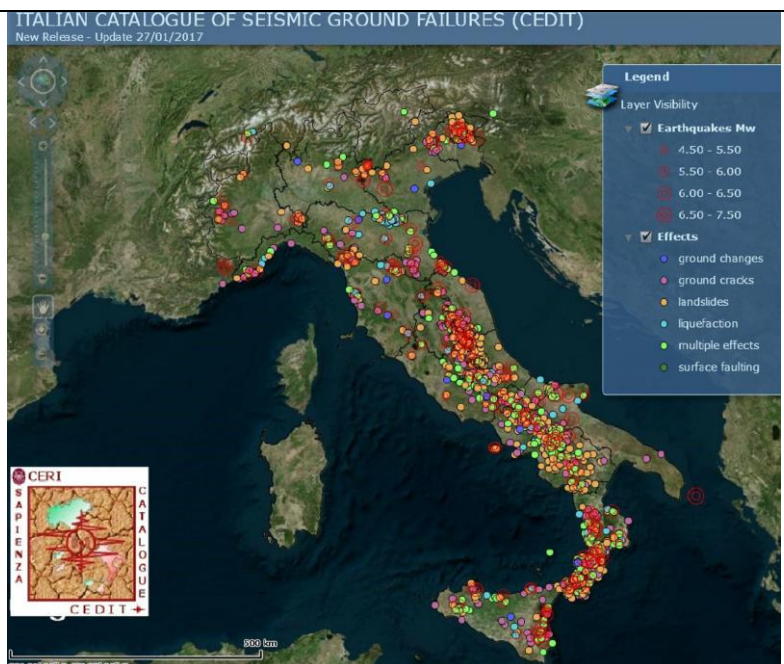 ITALIAN CATALOGUE OF SEISMIC GROUND FAILURES (CEDIT)
New Release - Update 27/01/2017
Legend
Layer Visibility
Earthquakes Mw
4.50 - 5.50
5.50 - 6.00
6.00 - 6.50
6.50 - 7.50
Effects
ground changes
ground cracks
landslides
liquefaction
multiple effects
surface faulting
CERI
SAPIENZA
CATALOGUE
CEDIT
500 km